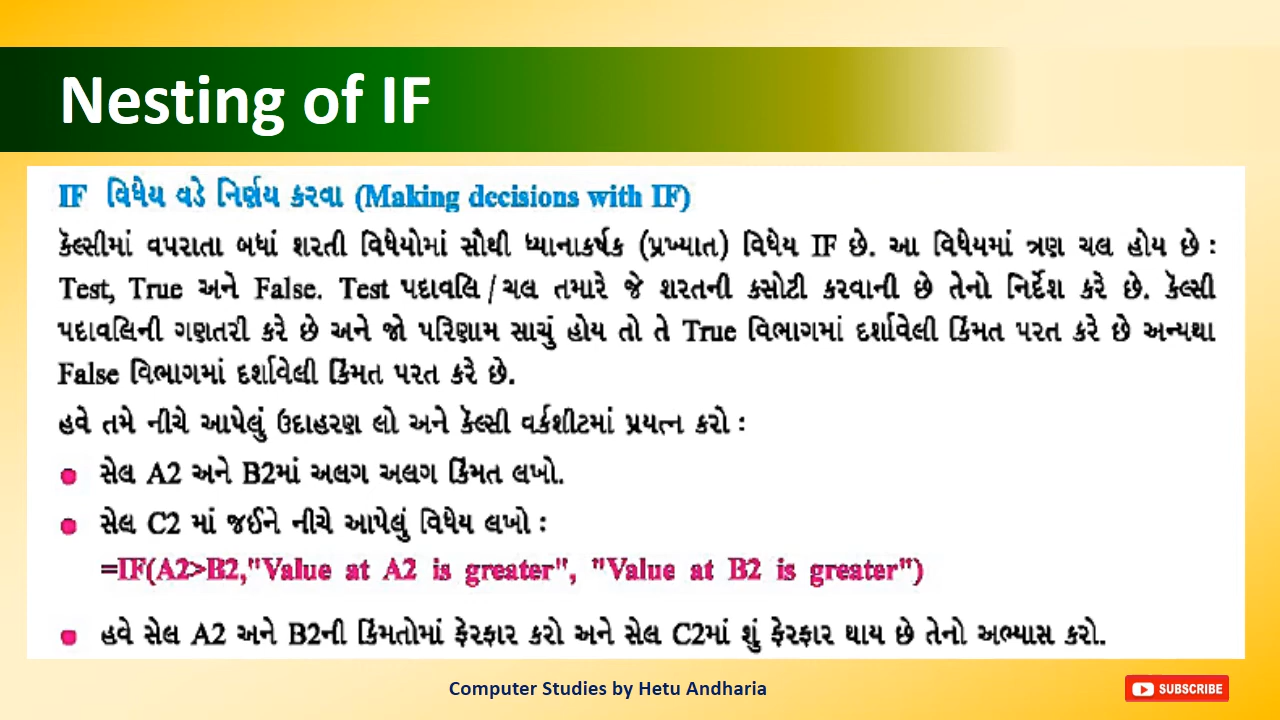 Nesting of IF
IF વિધેય વડે નિર્ણય કરવા (Making decisions with IF)
કૅલ્સીમાં વપરાતા બધાં શરતી વિધેયોમાં સૌથી ધ્યાનાકર્ષક (પ્રખ્યાત) વિધેય IF છે. આ વિધેયમાં ત્રણ ચલ હોય છે :
Test, True અને False. Test પદાવલિ / ચલ તમારે જે શરતની કસોટી કરવાની છે તેનો નિર્દેશ કરે છે. કૅલ્સી
પદાવલિની ગણતરી કરે છે અને જો પરિણામ સાચું હોય તો તે True વિભાગમાં દર્શાવેલી કિંમત પરત કરે છે અન્યથા
False વિભાગમાં દર્શાવેલી કિંમત પરત કરે છે.
હવે તમે નીચે આપેલું ઉદાહરણ લો અને કૅલ્સી વર્કશીટમાં પ્રયત્ન કરો :
● સેલ A2 અને B2માં અલગ અલગ કિંમત લખો.
● સેલ C2 માં જઈને નીચે આપેલું વિધેય લખો :
=IF(A2>B2,"Value at A2 is greater", "Value at B2 is greater")
● હવે સેલ A2 અને B2ની કિંમતોમાં ફેરફાર કરો અને સેલ C2માં શું ફેરફાર થાય છે તેનો અભ્યાસ કરો.
Computer Studies by Hetu Andharia
SUBSCRIBE